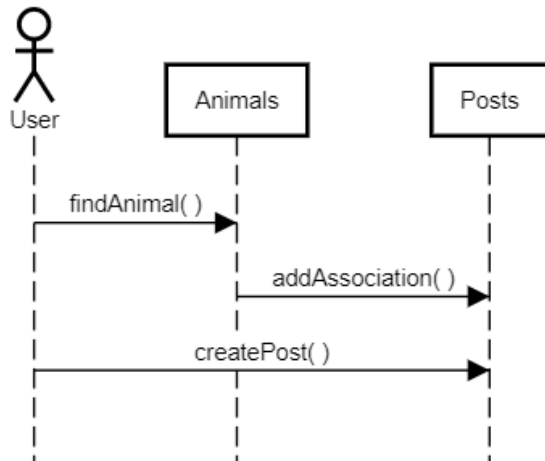 User
Animals
Posts
findAnimal( )
addAssociation( )
createPost( )